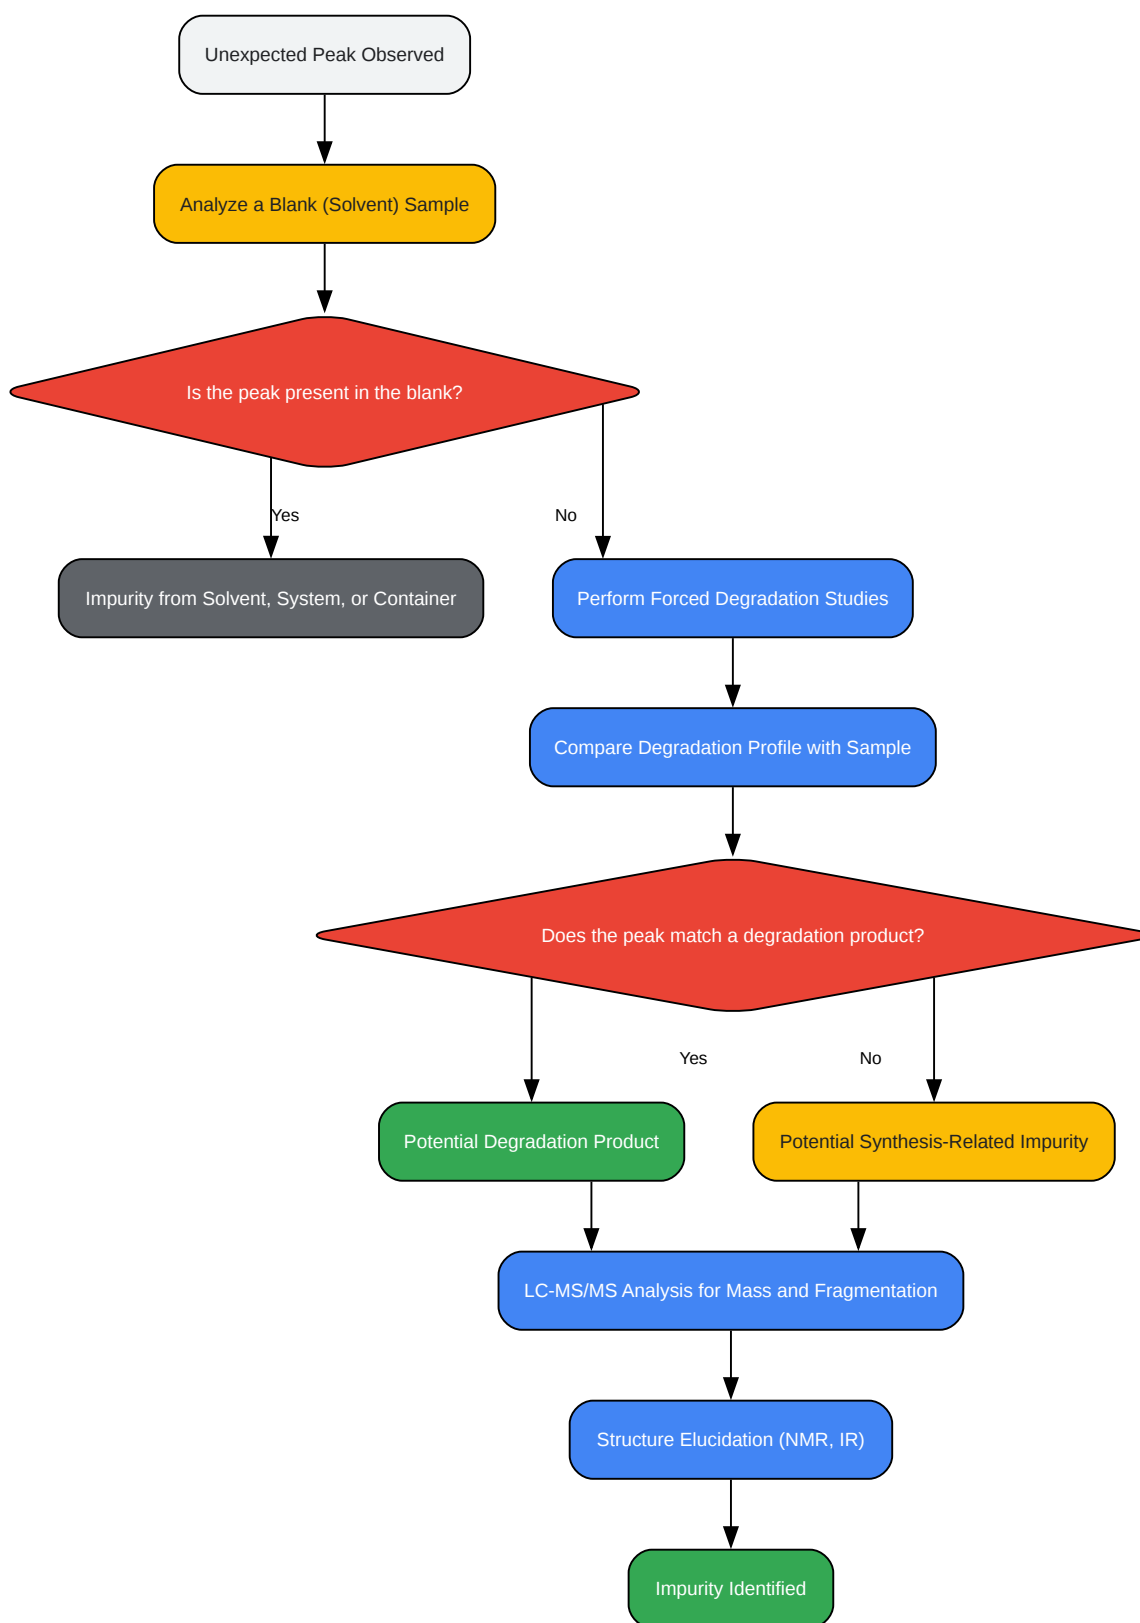 Unexpected Peak Observed
Analyze a Blank (Solvent) Sample
Is the peak present in the blank?
Yes
No
Impurity from Solvent, System, or Container
Perform Forced Degradation Studies
Compare Degradation Profile with Sample
Does the peak match a degradation product?
Yes
No
Potential Degradation Product
Potential Synthesis-Related Impurity
LC-MS/MS Analysis for Mass and Fragmentation
Structure Elucidation (NMR, IR)
Impurity Identified